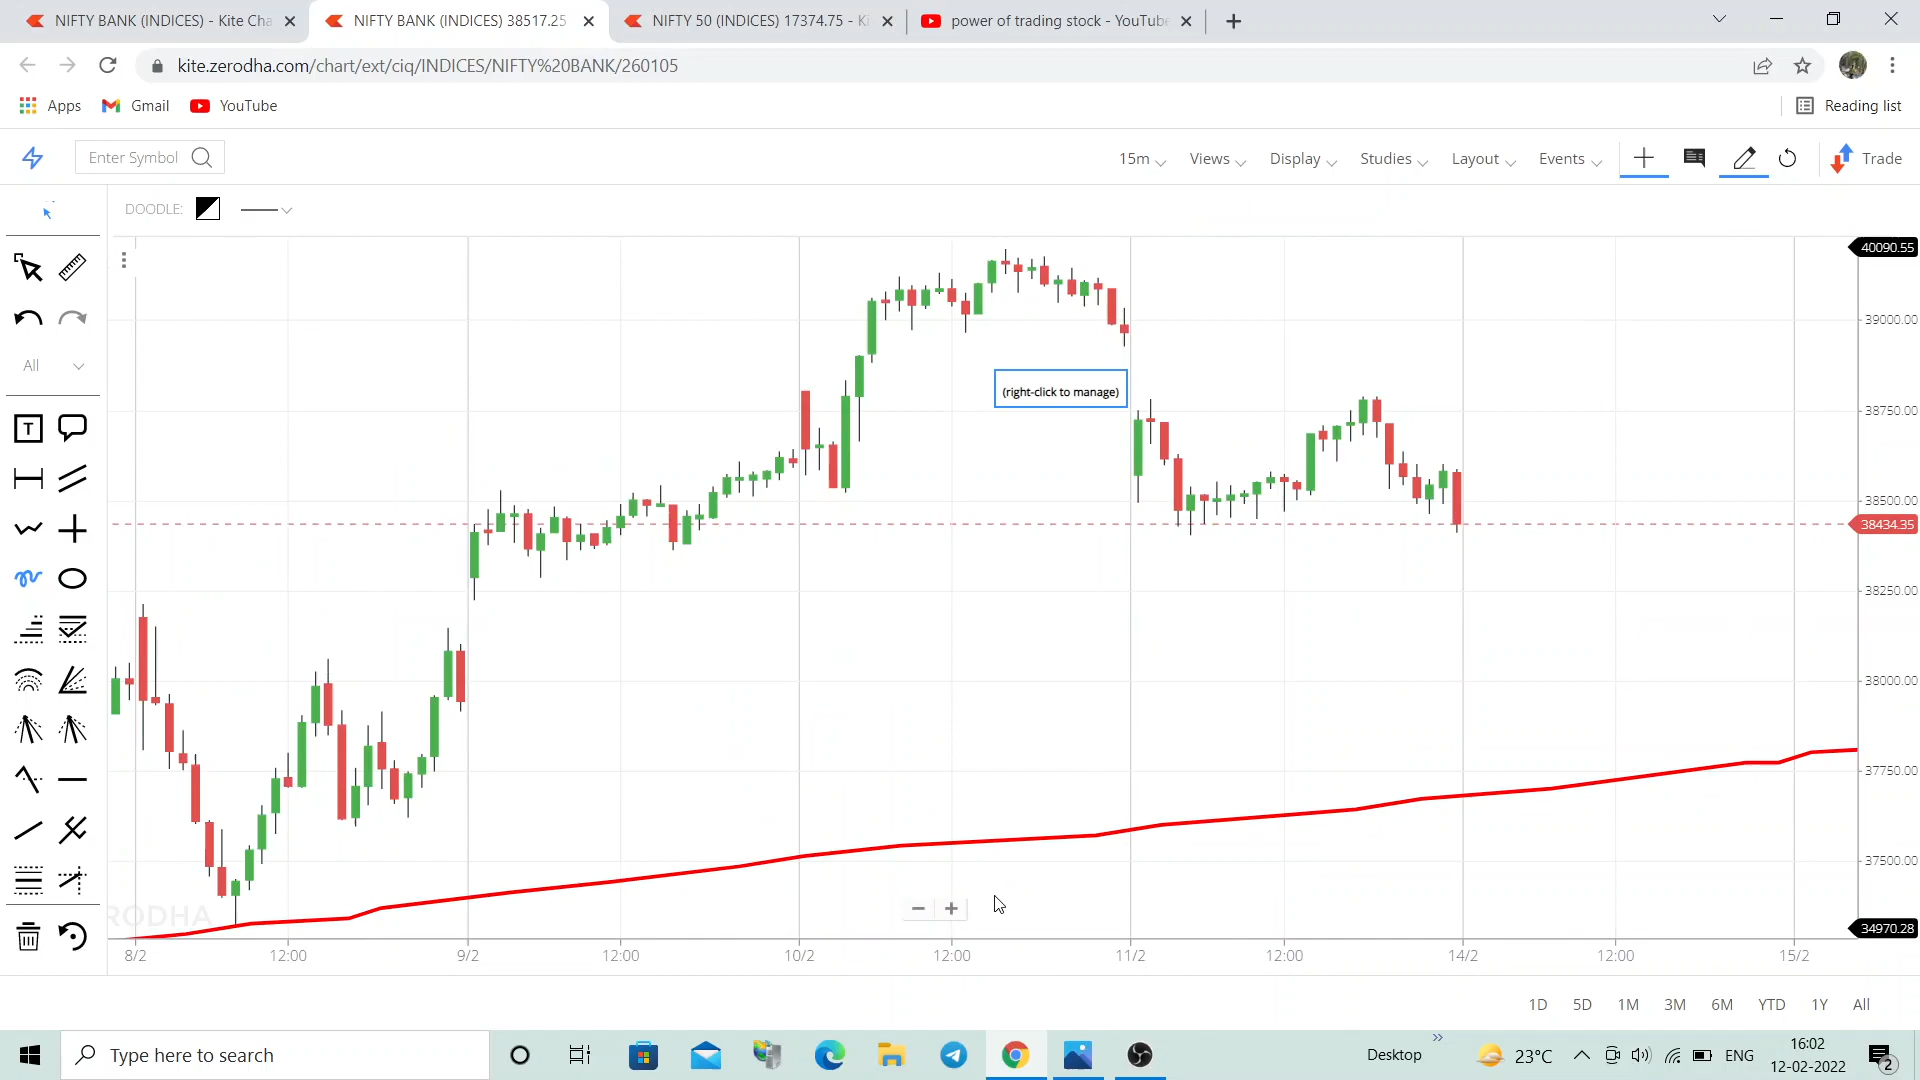 NIFTY BANK (INDICES) - Kite Cha
NIFTY BANK (INDICES) 38517.25
NIFTY 50 (INDICES) 17374.75 - Ki
power of trading stock - YouTube
kite.zerodha.com/chart/ext/ciq/INDICES/NIFTY%20BANK/260105
Apps
Gmail
YouTube
Reading list
Enter Symbol
15m
Views
Display
Studies
Layout
Events
Trade
DOODLE:
40090.55
39000.00
All
(right-click to manage)
38750.00
T
38500.00
38434.35
38250.00
38000.00
37750.00
37500.00
RODHA
34970.28
8/2
12:00
9/2
12:00
10/2
12:00
11/2
12:00
14/2
12:00
15/2
1D
5D
1M
3M
6M
YTD
1Y
All
Type here to search
Desktop
23°C
ENG
16:02
12-02-2022
2